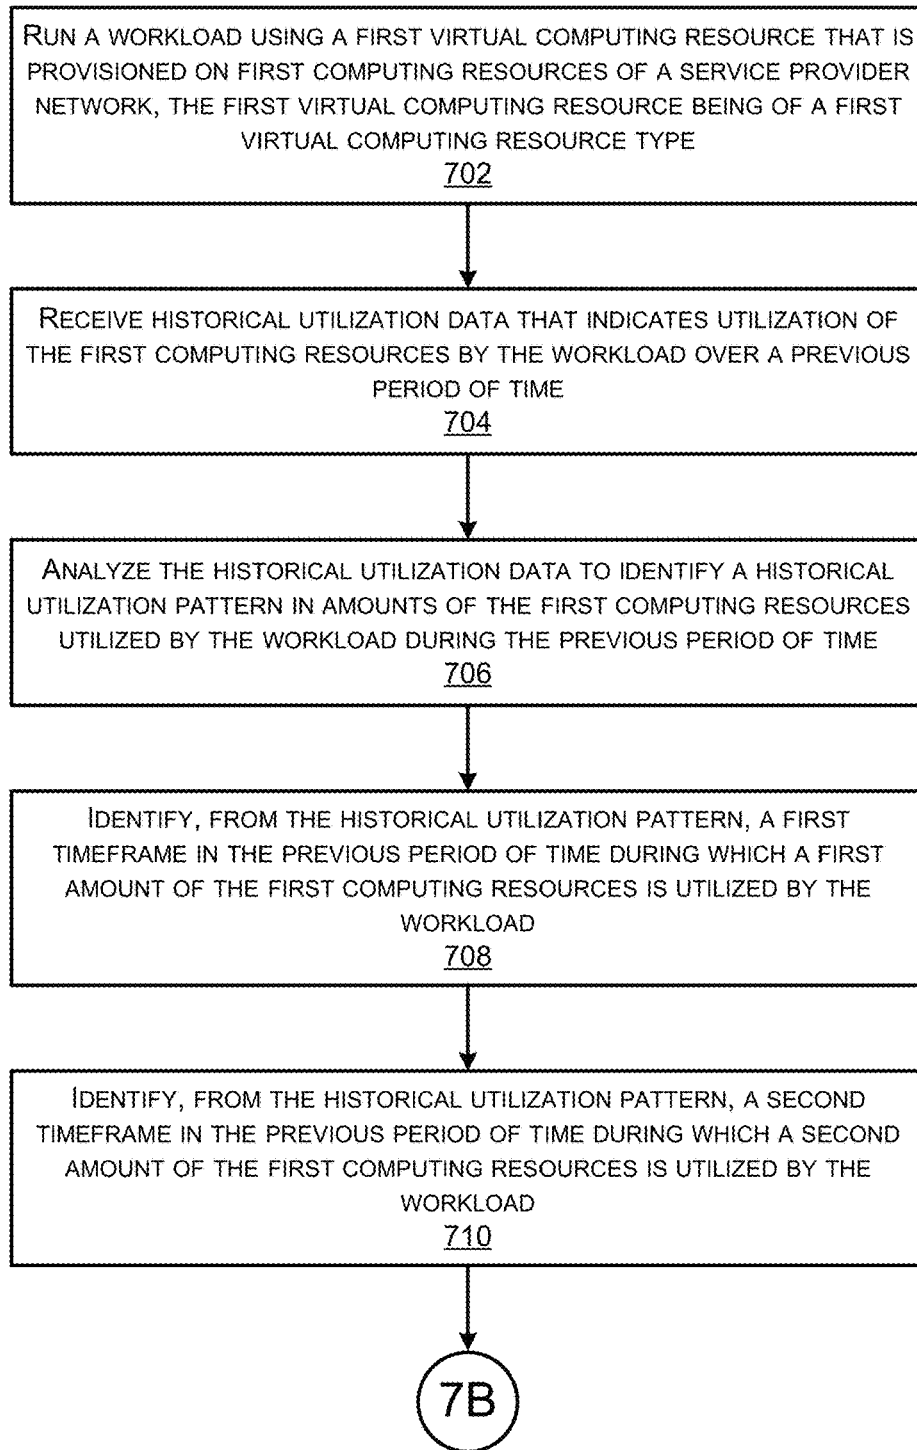 RUN A WORKLOAD USING A FIRST VIRTUAL COMPUTING RESOURCE THAT IS
PROVISIONED ON FIRST COMPUTING RESOURCES OF A SERVICE PROVIDER
NETWORK, THE FIRST VIRTUAL COMPUTING RESOURCE BEING OF A FIRST
VIRTUAL COMPUTING RESOURCE TYPE
702
RECEIVE HISTORICAL UTILIZATION DATA THAT INDICATES UTILIZATION OF
THE FIRST COMPUTING RESOURCES BY THE WORKLOAD OVER A PREVIOUS
PERIOD OF TIME
704
ANALYZE THE HISTORICAL UTILIZATION DATA TO IDENTIFY A HISTORICAL
UTILIZATION PATTERN IN AMOUNTS OF THE FIRST COMPUTING RESOURCES
UTILIZED BY THE WORKLOAD DURING THE PREVIOUS PERIOD OF TIME
706
IDENTIFY, FROM THE HISTORICAL UTILIZATION PATTERN, A FIRST
TIMEFRAME IN THE PREVIOUS PERIOD OF TIME DURING WHICH A FIRST
AMOUNT OF THE FIRST COMPUTING RESOURCES IS UTILIZED BY THE
WORKLOAD
708
IDENTIFY, FROM THE HISTORICAL UTILIZATION PATTERN, A SECOND
TIMEFRAME IN THE PREVIOUS PERIOD OF TIME DURING WHICH A SECOND
AMOUNT OF THE FIRST COMPUTING RESOURCES IS UTILIZED BY THE
WORKLOAD
710
7B